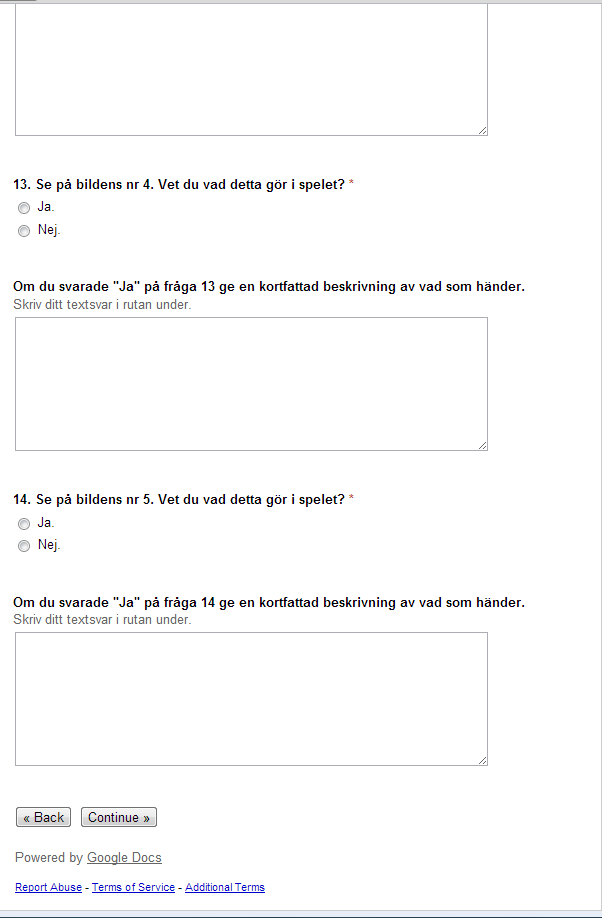 13. Se på bildens nr 4. Vet du vad detta gör i spelet? *
Ja.
Nej.
Om du svarade "Ja" på fråga 13 ge en kortfattad beskrivning av vad som händer.
Skriv ditt textsvar i rutan under.
14. Se på bildens nr 5. Vet du vad detta gör i spelet? *
Ja.
Nej.
Om du svarade "Ja" på fråga 14 ge en kortfattad beskrivning av vad som händer.
Skriv ditt textsvar i rutan under.
« Back Continue »
Powered by Google Docs
Report Abuse - Terms of Service - Additional Terms